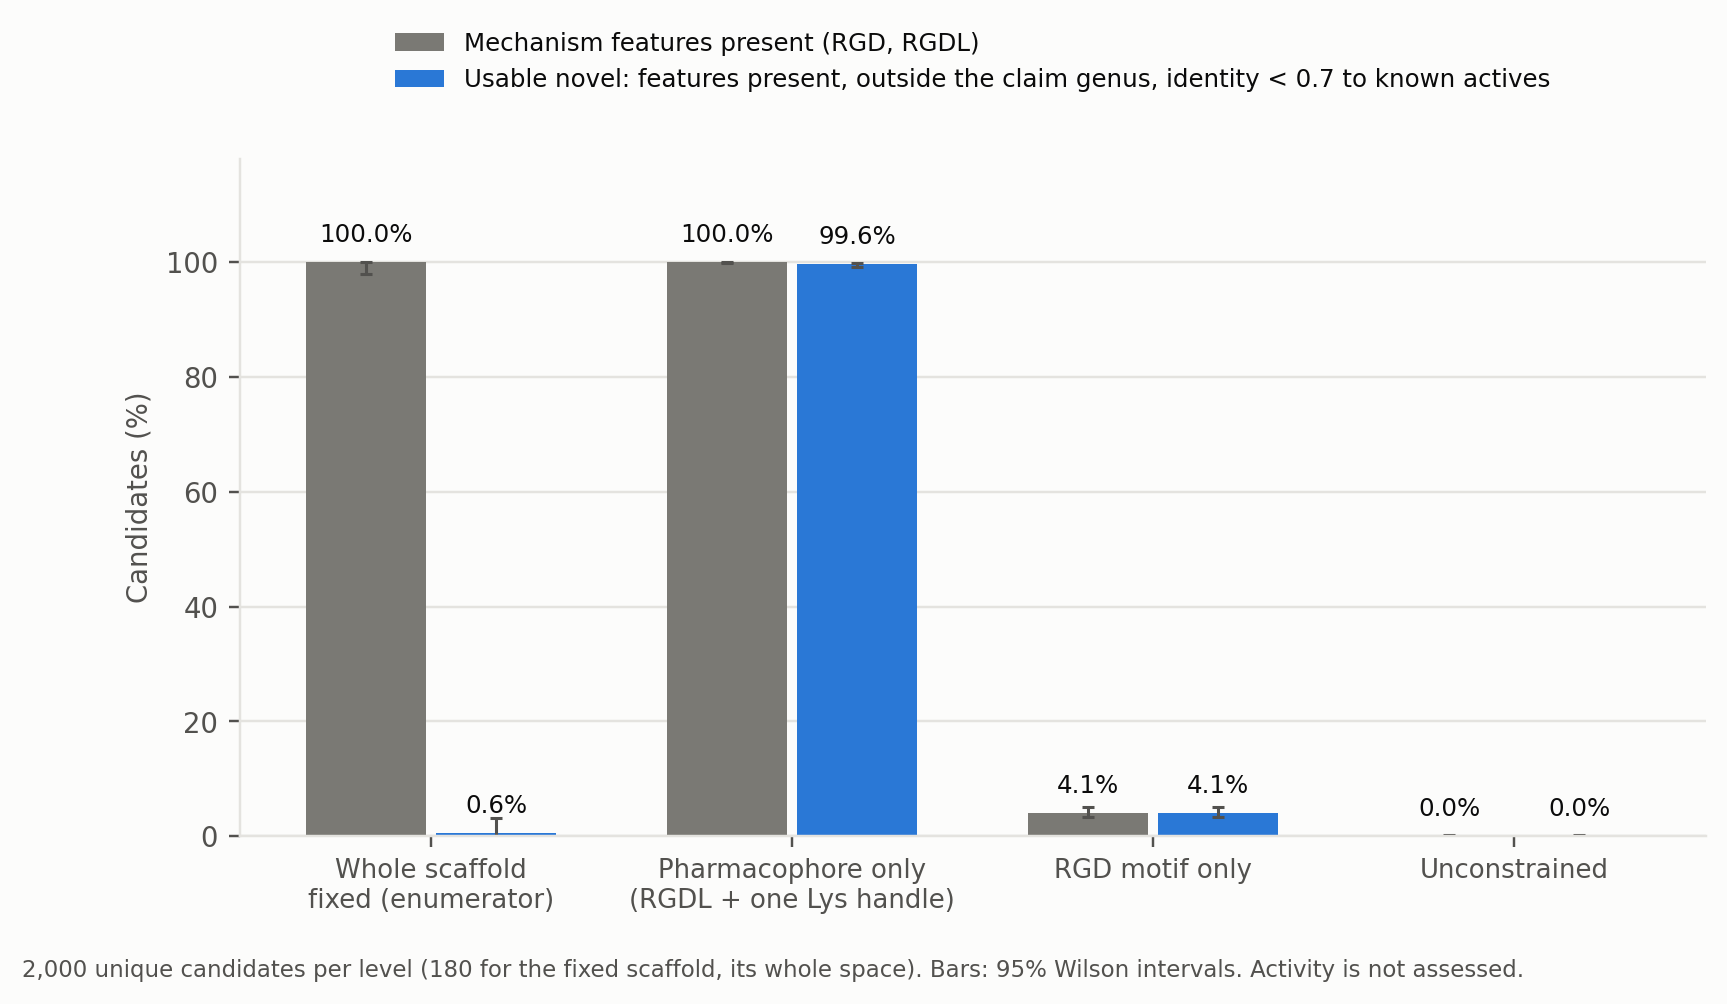 Mechanism features present (RGD, RGDL)
Usable novel: features present, outside the claim genus, identity < 0.7 to known actives
Candidates (%)
100
80
60
40
20
0
100.0%
0.6%
100.0%
99.6%
4.1%
4.1%
0.0%
0.0%
Whole scaffold
fixed (enumerator)
Pharmacophore only
(RGDL + one Lys handle)
RGD motif only
Unconstrained
2,000 unique candidates per level (180 for the fixed scaffold, its whole space). Bars: 95% Wilson intervals. Activity is not assessed.